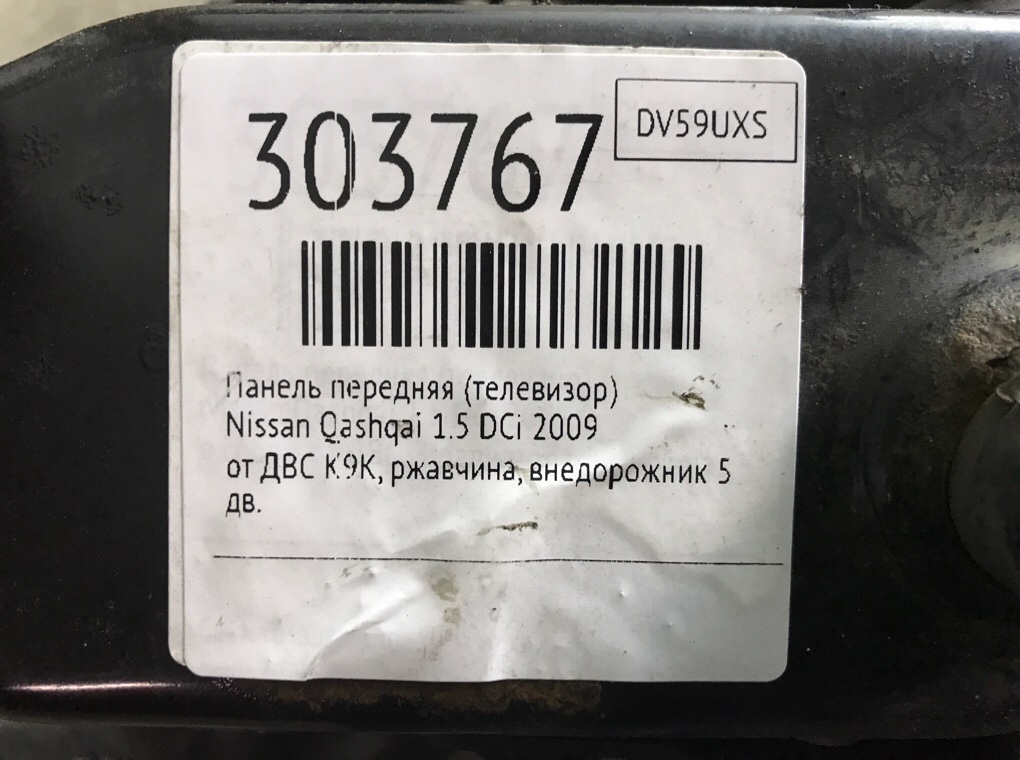 303767
DV59UXS
Панель передняя (телевизор)
Nissan Qashqai 1.5 DCi 2009
от ДВС K9K, ржавчина, внедорожник 5
дв.